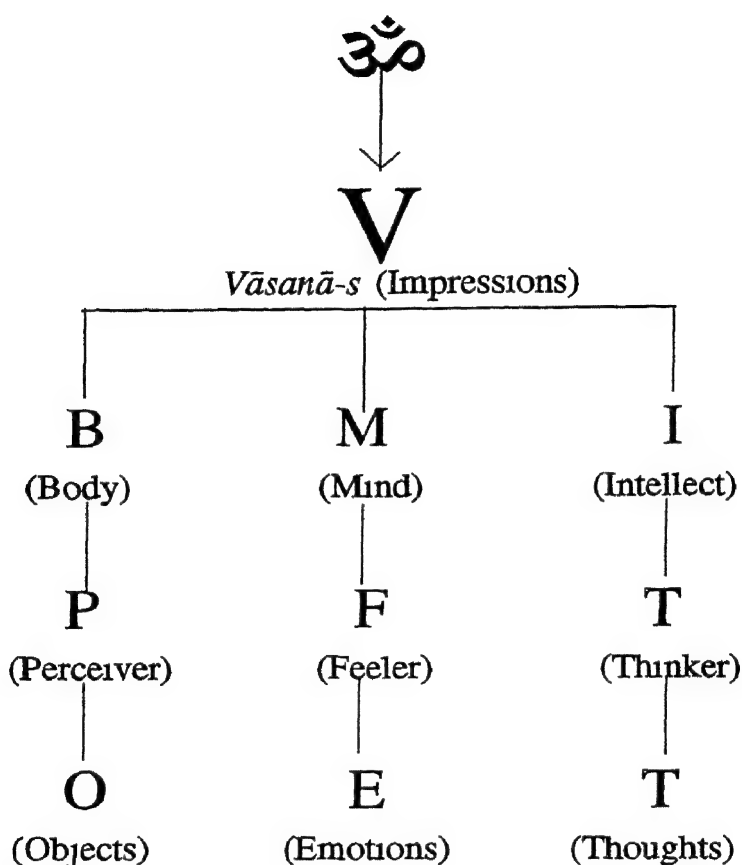 ॐ
V
Vāsanā-s (Impressions)
B M I
(Body) (Mind) (Intellect)
P F T
(Perceiver) (Feeler) (Thinker)
O E T
(Objects) (Emotions) (Thoughts)